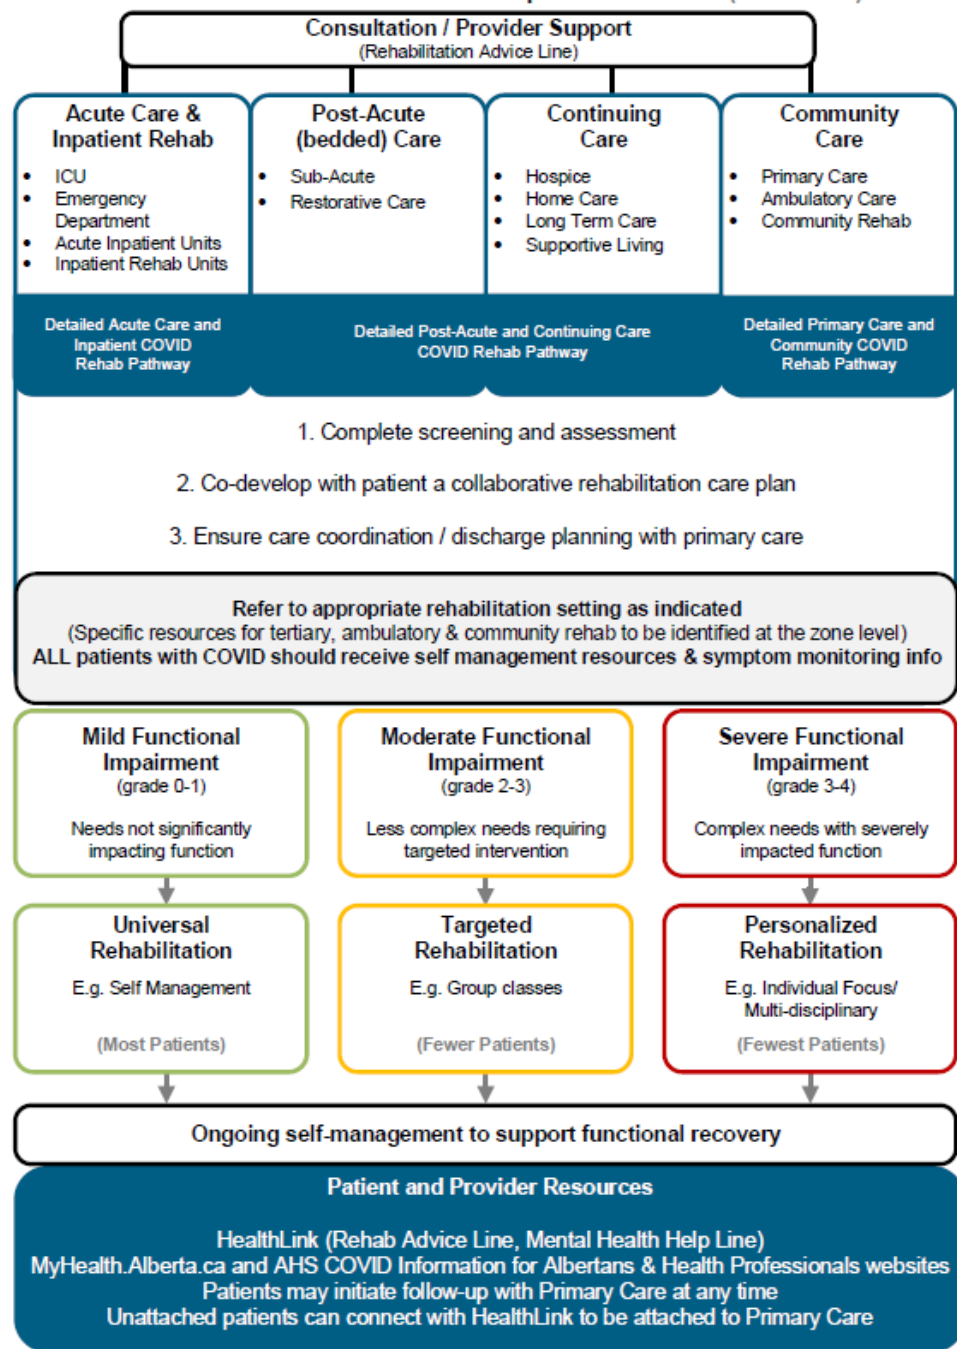 Consultation / Provider Support
(Rehabilitation Advice Line)
Acute Care &
Inpatient Rehab
• ICU
• Emergency
Department
• Acute Inpatient Units
• Inpatient Rehab Units
Post-Acute
(bedded) Care
• Sub-Acute
• Restorative Care
Continuing
Care
• Hospice
• Home Care
• Long Term Care
• Supportive Living
Community
Care
• Primary Care
• Ambulatory Care
• Community Rehab
Detailed Acute Care and
Inpatient COVID
Rehab Pathway
Detailed Post-Acute and Continuing Care
COVID Rehab Pathway
Detailed Primary Care and
Community COVID
Rehab Pathway
1. Complete screening and assessment
2. Co-develop with patient a collaborative rehabilitation care plan
3. Ensure care coordination / discharge planning with primary care
Refer to appropriate rehabilitation setting as indicated
(Specific resources for tertiary, ambulatory & community rehab to be identified at the zone level)
ALL patients with COVID should receive self management resources & symptom monitoring info
Mild Functional
Impairment
(grade 0-1)
Needs not significantly
impacting function
Moderate Functional
Impairment
(grade 2-3)
Less complex needs requiring
targeted intervention
Severe Functional
Impairment
(grade 3-4)
Complex needs with severely
impacted function
Universal
Rehabilitation
E.g. Self Management
(Most Patients)
Targeted
Rehabilitation
E.g. Group classes
(Fewer Patients)
Personalized
Rehabilitation
E.g. Individual Focus/
Multi-disciplinary
(Fewest Patients)
Ongoing self-management to support functional recovery
Patient and Provider Resources
HealthLink (Rehab Advice Line, Mental Health Help Line)
MyHealth.Alberta.ca and AHS COVID Information for Albertans & Health Professionals websites
Patients may initiate follow-up with Primary Care at any time
Unattached patients can connect with HealthLink to be attached to Primary Care